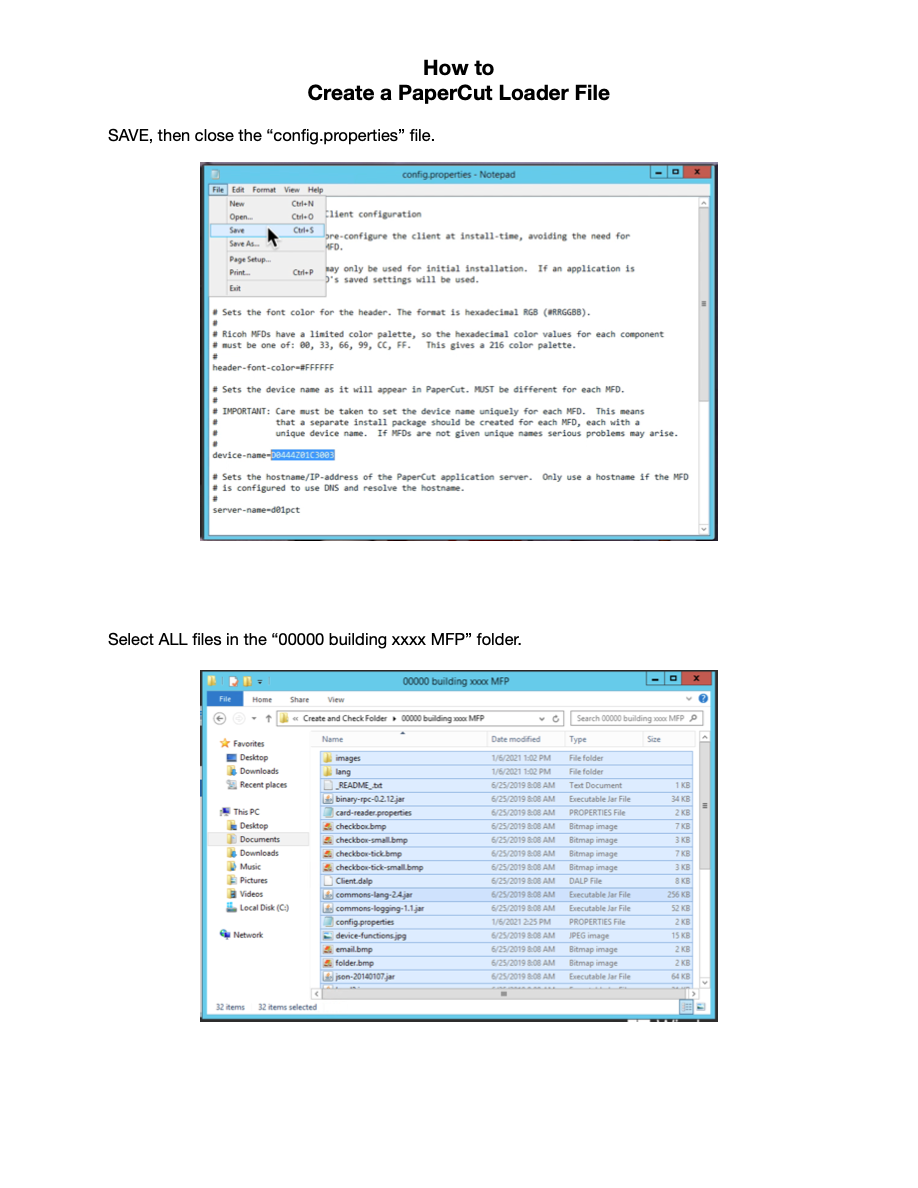 How to
Create a PaperCut Loader File
SAVE, then close the “config.properties” file.
config.properties - Notepad
File Edit Format View Help
New Ctrl+N
Open... Ctrl+O
Save Ctrl+S
Save As...
Page Setup...
Print... Ctrl+P
Exit
Client configuration
pre-configure the client at install-time, avoiding the need for
MFD.
may only be used for initial installation. If an application is
D's saved settings will be used.
# Sets the font color for the header. The format is hexadecimal RGB (#RRGGBB).
#
# Ricoh MFDs have a limited color palette, so the hexadecimal color values for each component
# must be one of: 00, 33, 66, 99, CC, FF. This gives a 216 color palette.
#
header-font-color=#FFFFFF
# Sets the device name as it will appear in PaperCut. MUST be different for each MFD.
#
# IMPORTANT: Care must be taken to set the device name uniquely for each MFD. This means
# that a separate install package should be created for each MFD, each with a
# unique device name. If MFDs are not given unique names serious problems may arise.
#
device-name=D0444Z01C3003
# Sets the hostname/IP-address of the PaperCut application server. Only use a hostname if the MFD
# is configured to use DNS and resolve the hostname.
#
server-name=d01pct
Select ALL files in the “00000 building xxxx MFP” folder.
00000 building xxxx MFP
File Home Share View
« Create and Check Folder 00000 building xxxx MFP Search 00000 building xxxx MFP
Name Date modified Type Size
Favorites
Desktop
Downloads
Recent places
This PC
Desktop
Documents
Downloads
Music
Pictures
Videos
Local Disk (C:)
Network
images 1/6/2021 1:02 PM File folder
lang 1/6/2021 1:02 PM File folder
_README_.txt 6/25/2019 8:08 AM Text Document 1 KB
binary-rpc-0.2.12.jar 6/25/2019 8:08 AM Executable Jar File 34 KB
card-reader.properties 6/25/2019 8:08 AM PROPERTIES File 2 KB
checkbox.bmp 6/25/2019 8:08 AM Bitmap image 7 KB
checkbox-small.bmp 6/25/2019 8:08 AM Bitmap image 3 KB
checkbox-tick.bmp 6/25/2019 8:08 AM Bitmap image 7 KB
checkbox-tick-small.bmp 6/25/2019 8:08 AM Bitmap image 3 KB
Client.dalp 6/25/2019 8:08 AM DALP File 8 KB
commons-lang-2.4.jar 6/25/2019 8:08 AM Executable Jar File 256 KB
commons-logging-1.1.jar 6/25/2019 8:08 AM Executable Jar File 52 KB
config.properties 1/6/2021 2:25 PM PROPERTIES File 2 KB
device-functions.jpg 6/25/2019 8:08 AM JPEG image 15 KB
email.bmp 6/25/2019 8:08 AM Bitmap image 2 KB
folder.bmp 6/25/2019 8:08 AM Bitmap image 2 KB
json-20140107.jar 6/25/2019 8:08 AM Executable Jar File 64 KB
32 items 32 items selected